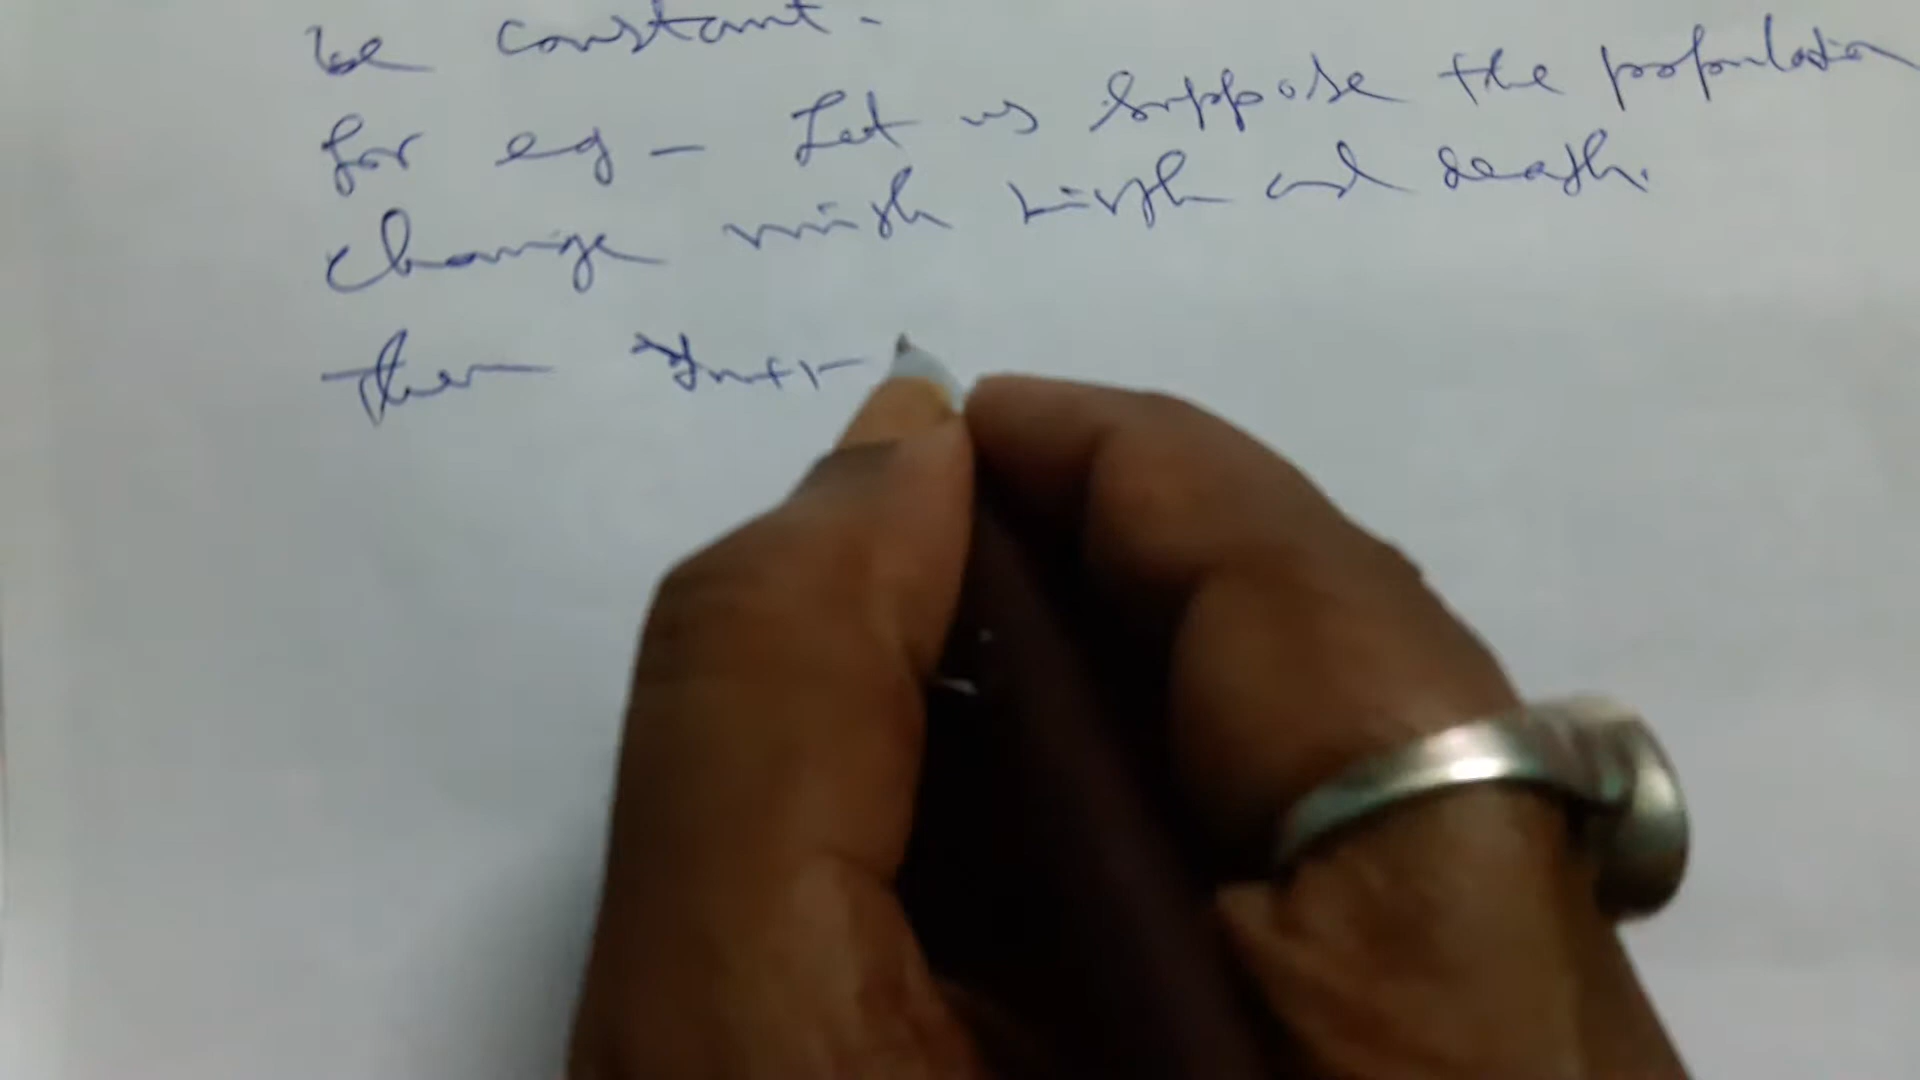 be constant.
for eg - Let us suppose the population
change with birth and death.
Then